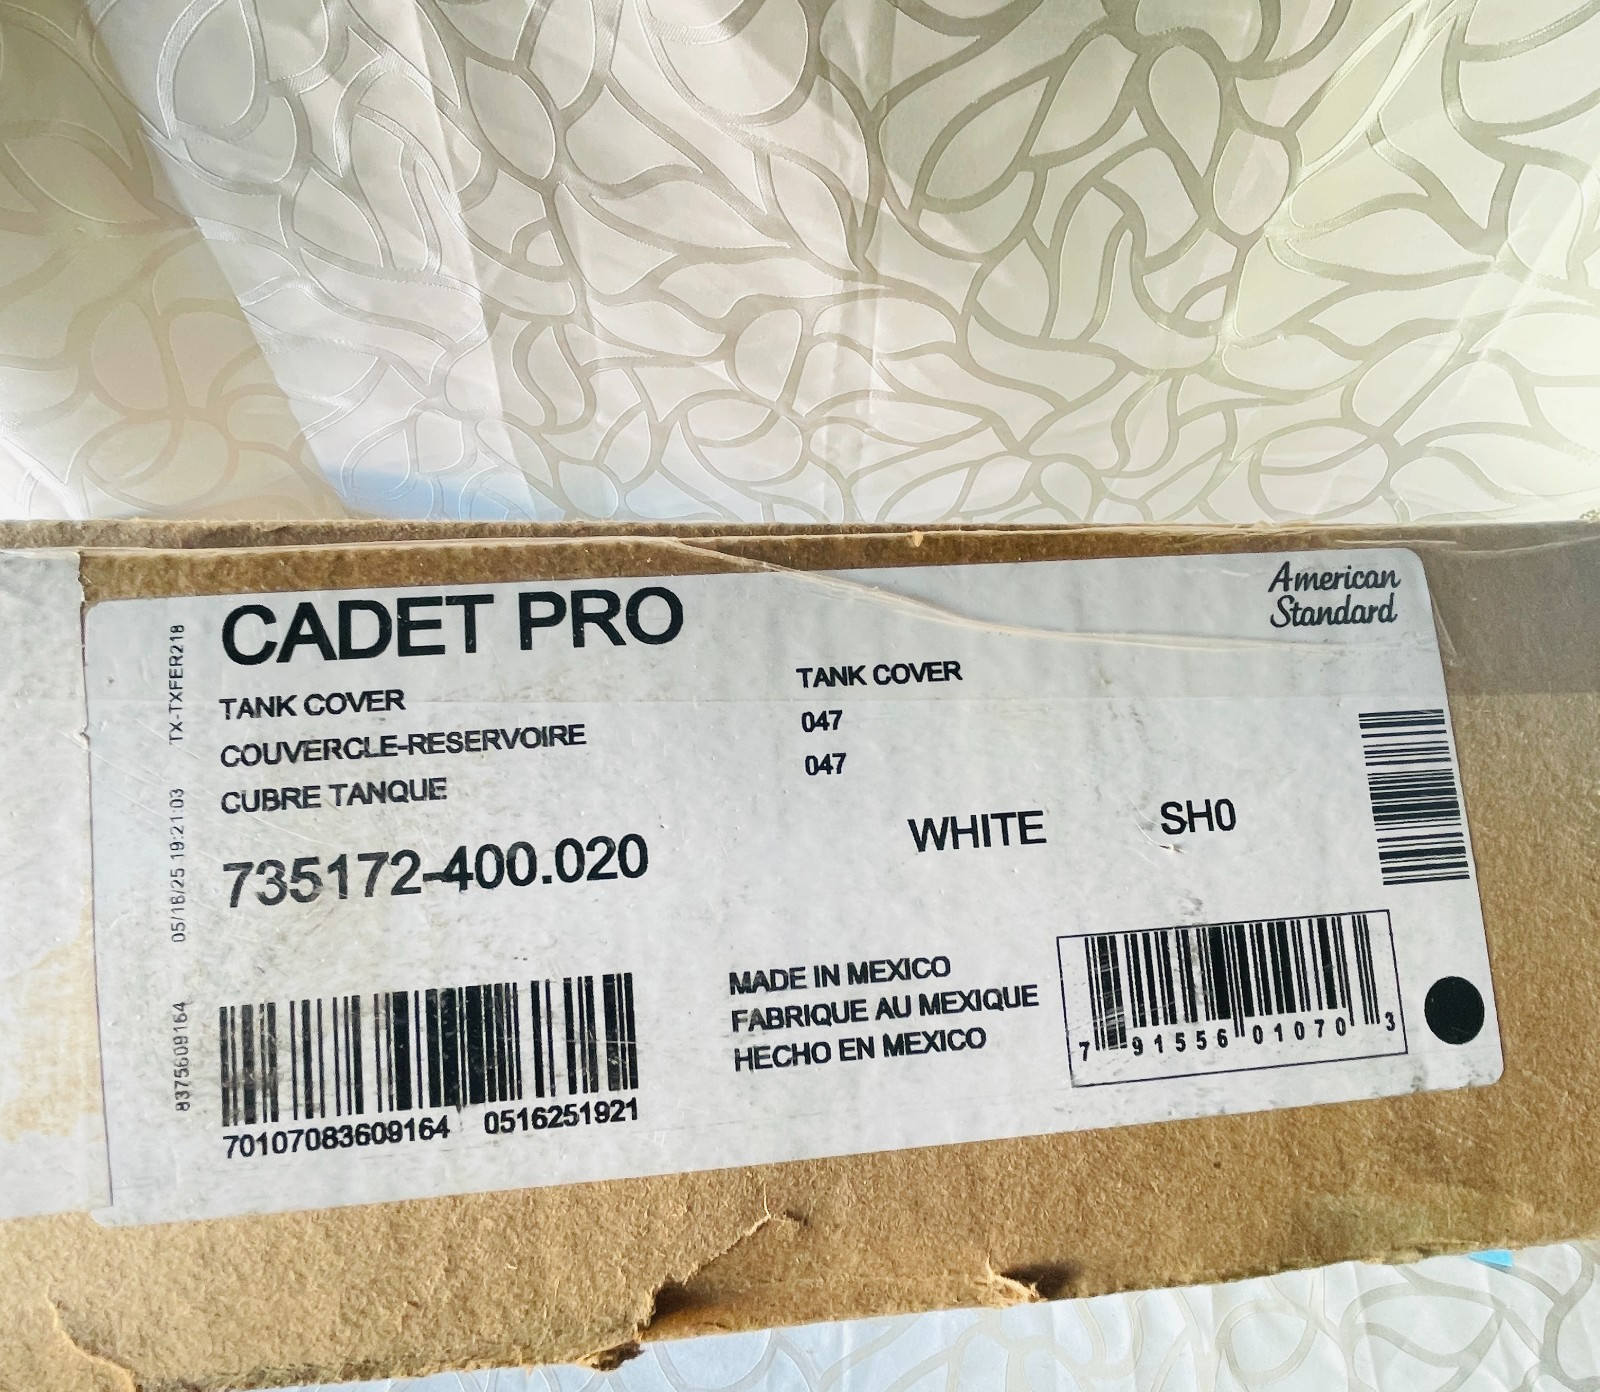 American
Standard
CADET PRO
TANK COVER
COUVERCLE-RESERVOIRE
CUBRE TANQUE
TANK COVER
047
047
735172-400.020
WHITE
SH0
MADE IN MEXICO
FABRIQUE AU MEXIQUE
HECHO EN MEXICO
70107083609164 0516251921
7 91556 01070 3
8375609164 05/16/25 19:21:03 TX-TXFER218